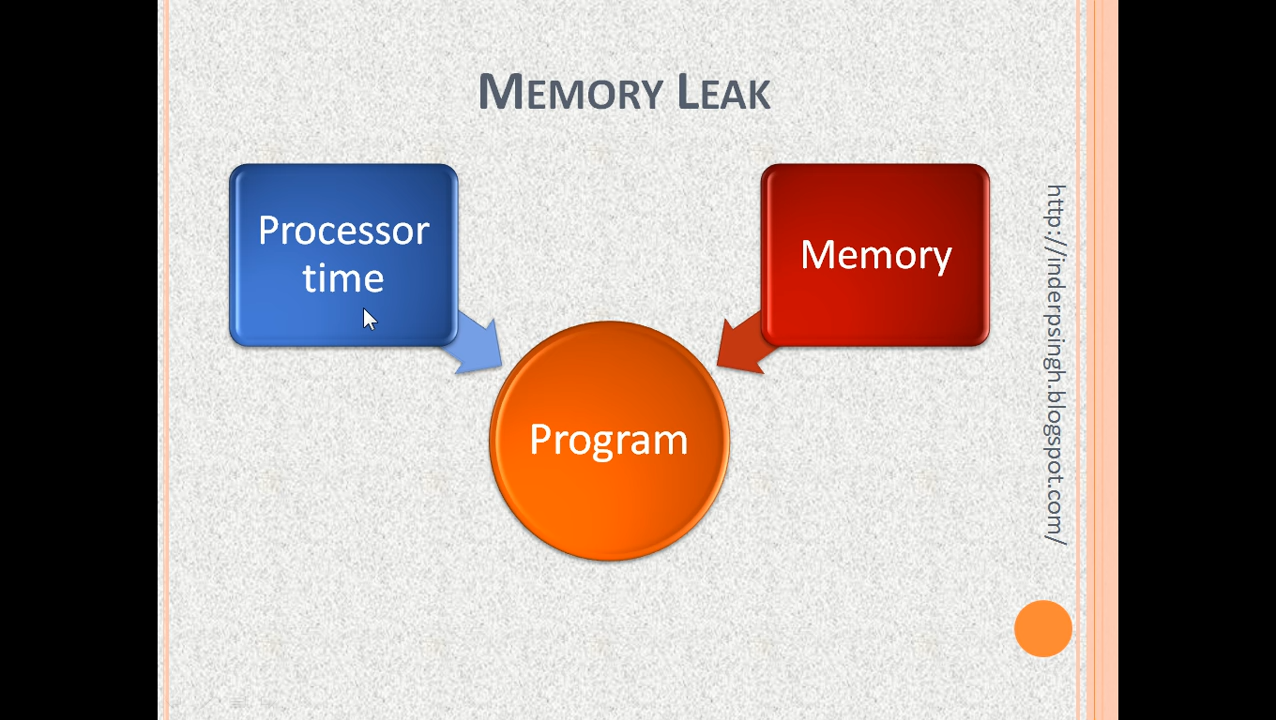 Memory Leak
Processor
time
Memory
Program
http://inderpsingh.blogspot.com/